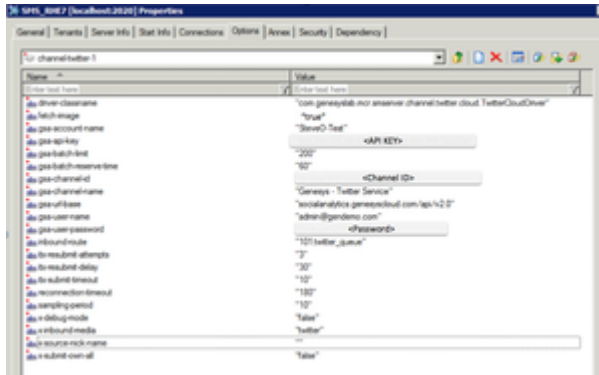 SMS_RHE7 [localhost:2020] Properties
General | Tenants | Server Info | Start Info | Connections | Options | Annex | Security | Dependency |
channel-twitter-1
Name Value
Enter text here Enter text here
driver-classname "com.genesyslab.mcr.smserver.channel.twitter.cloud.TwitterCloudDriver"
fetch-image "true"
gsa-account-name "SteveO-Test"
gsa-api-key <API KEY>
gsa-batch-limit "200"
gsa-batch-reserve-time "60"
gsa-channel-id <Channel ID>
gsa-channel-name "Genesys - Twitter Service"
gsa-url-base "socialanalytics.genesyscloud.com/api/v2.0"
gsa-user-name "admin@gendemo.com"
gsa-user-password <Password>
inbound-route "101:twitter_queue"
itx-resubmit-attempts "3"
itx-resubmit-delay "30"
itx-submit-timeout "10"
reconnection-timeout "180"
sampling-period "10"
x-debug-mode "false"
x-inbound-media "twitter"
x-source-nick-name ""
x-submit-own-all "false"